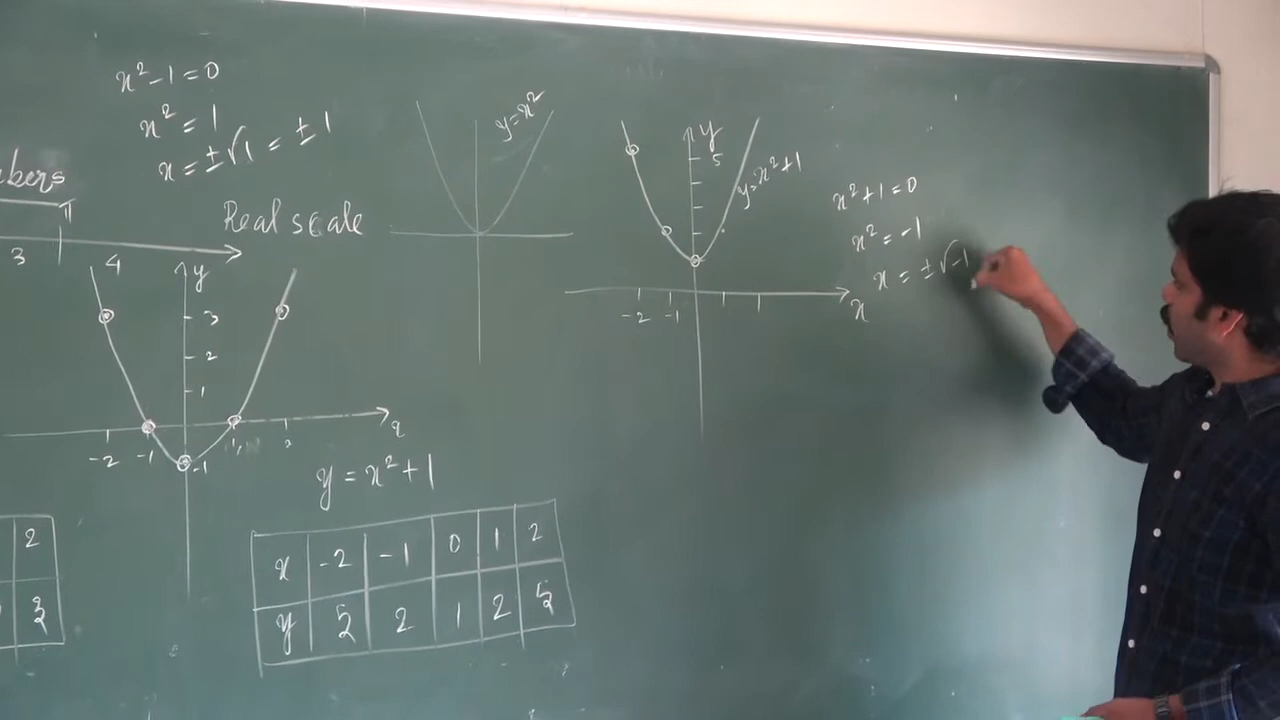 x² - 1 = 0
x² = 1
x = ±√1 = ±1
π
Real scale
3 4
y
3
2
1
-2 -1 1 2
-1
y = x²
y
5
y = x² + 1
-2 -1
x
x² + 1 = 0
x² = -1
x = ±√-1
y = x² + 1
x -2 -1 0 1 2
y 5 2 1 2 5
2
3